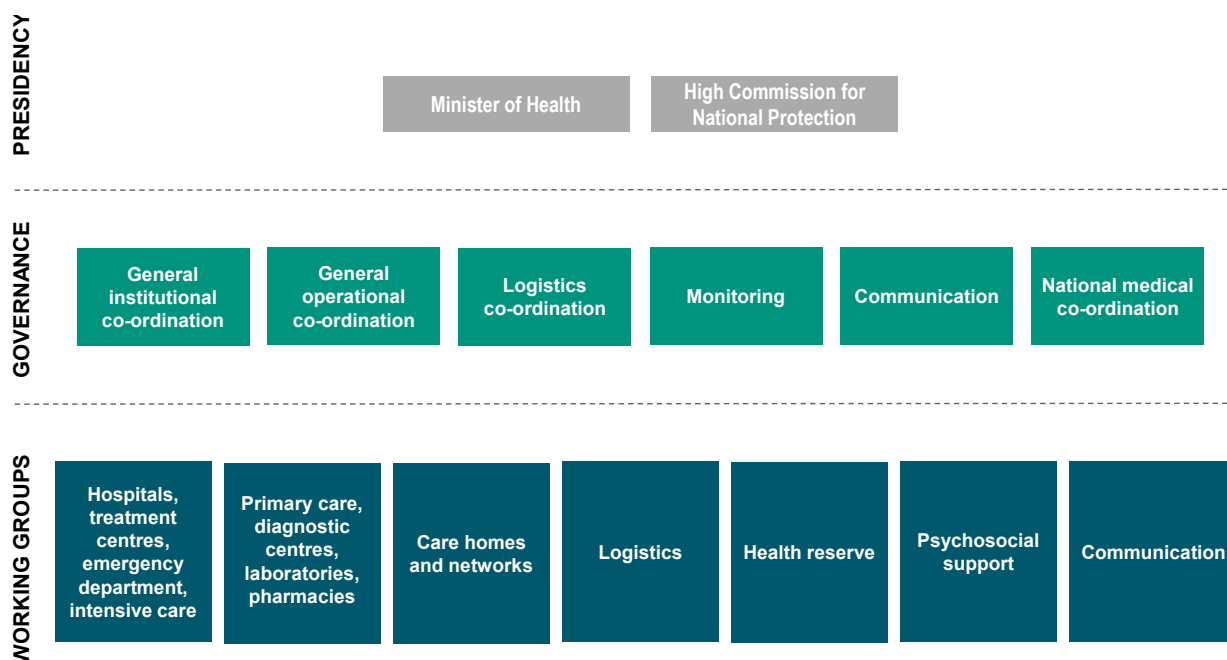 PRESIDENCY
Minister of Health
High Commission for
National Protection
GOVERNANCE
General
institutional
co-ordination
General
operational
co-ordination
Logistics
co-ordination
Monitoring
Communication
National medical
co-ordination
WORKING GROUPS
Hospitals,
treatment
centres,
emergency
department,
intensive care
Primary care,
diagnostic
centres,
laboratories,
pharmacies
Care homes
and networks
Logistics
Health reserve
Psychosocial
support
Communication